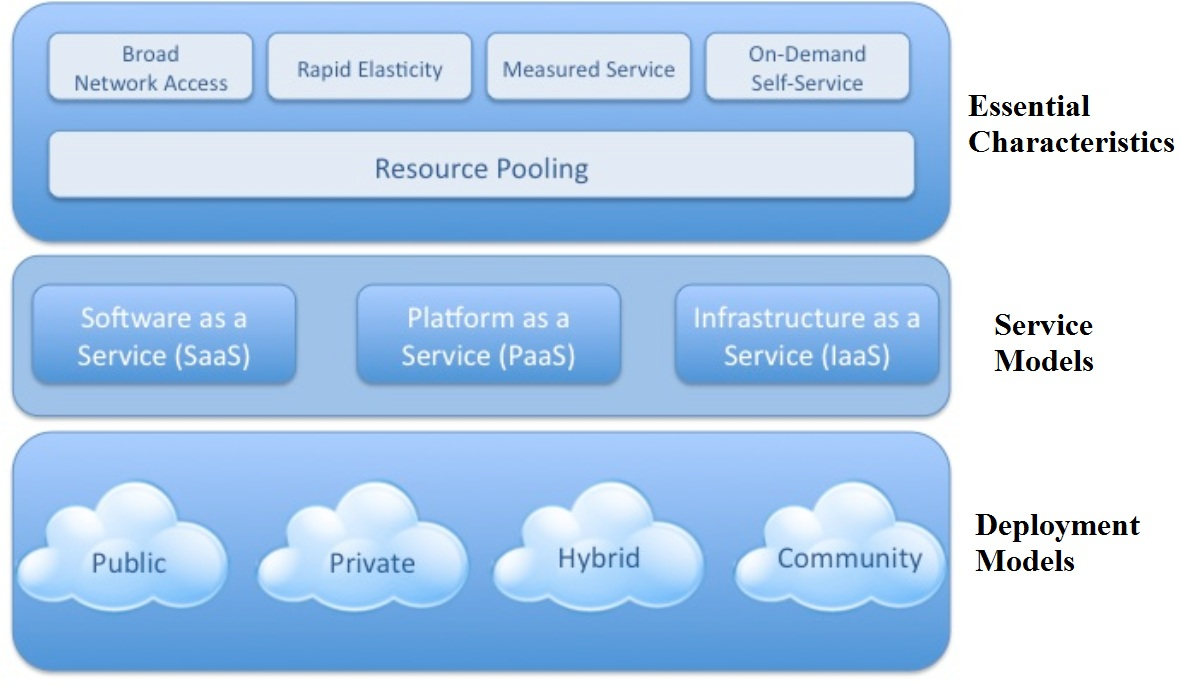 Broad
Network Access
Rapid Elasticity
Measured Service
On-Demand
Self-Service
Resource Pooling
Essential
Characteristics
Software as a
Service (SaaS)
Platform as a
Service (PaaS)
Infrastructure as a
Service (IaaS)
Service
Models
Public
Private
Hybrid
Community
Deployment
Models